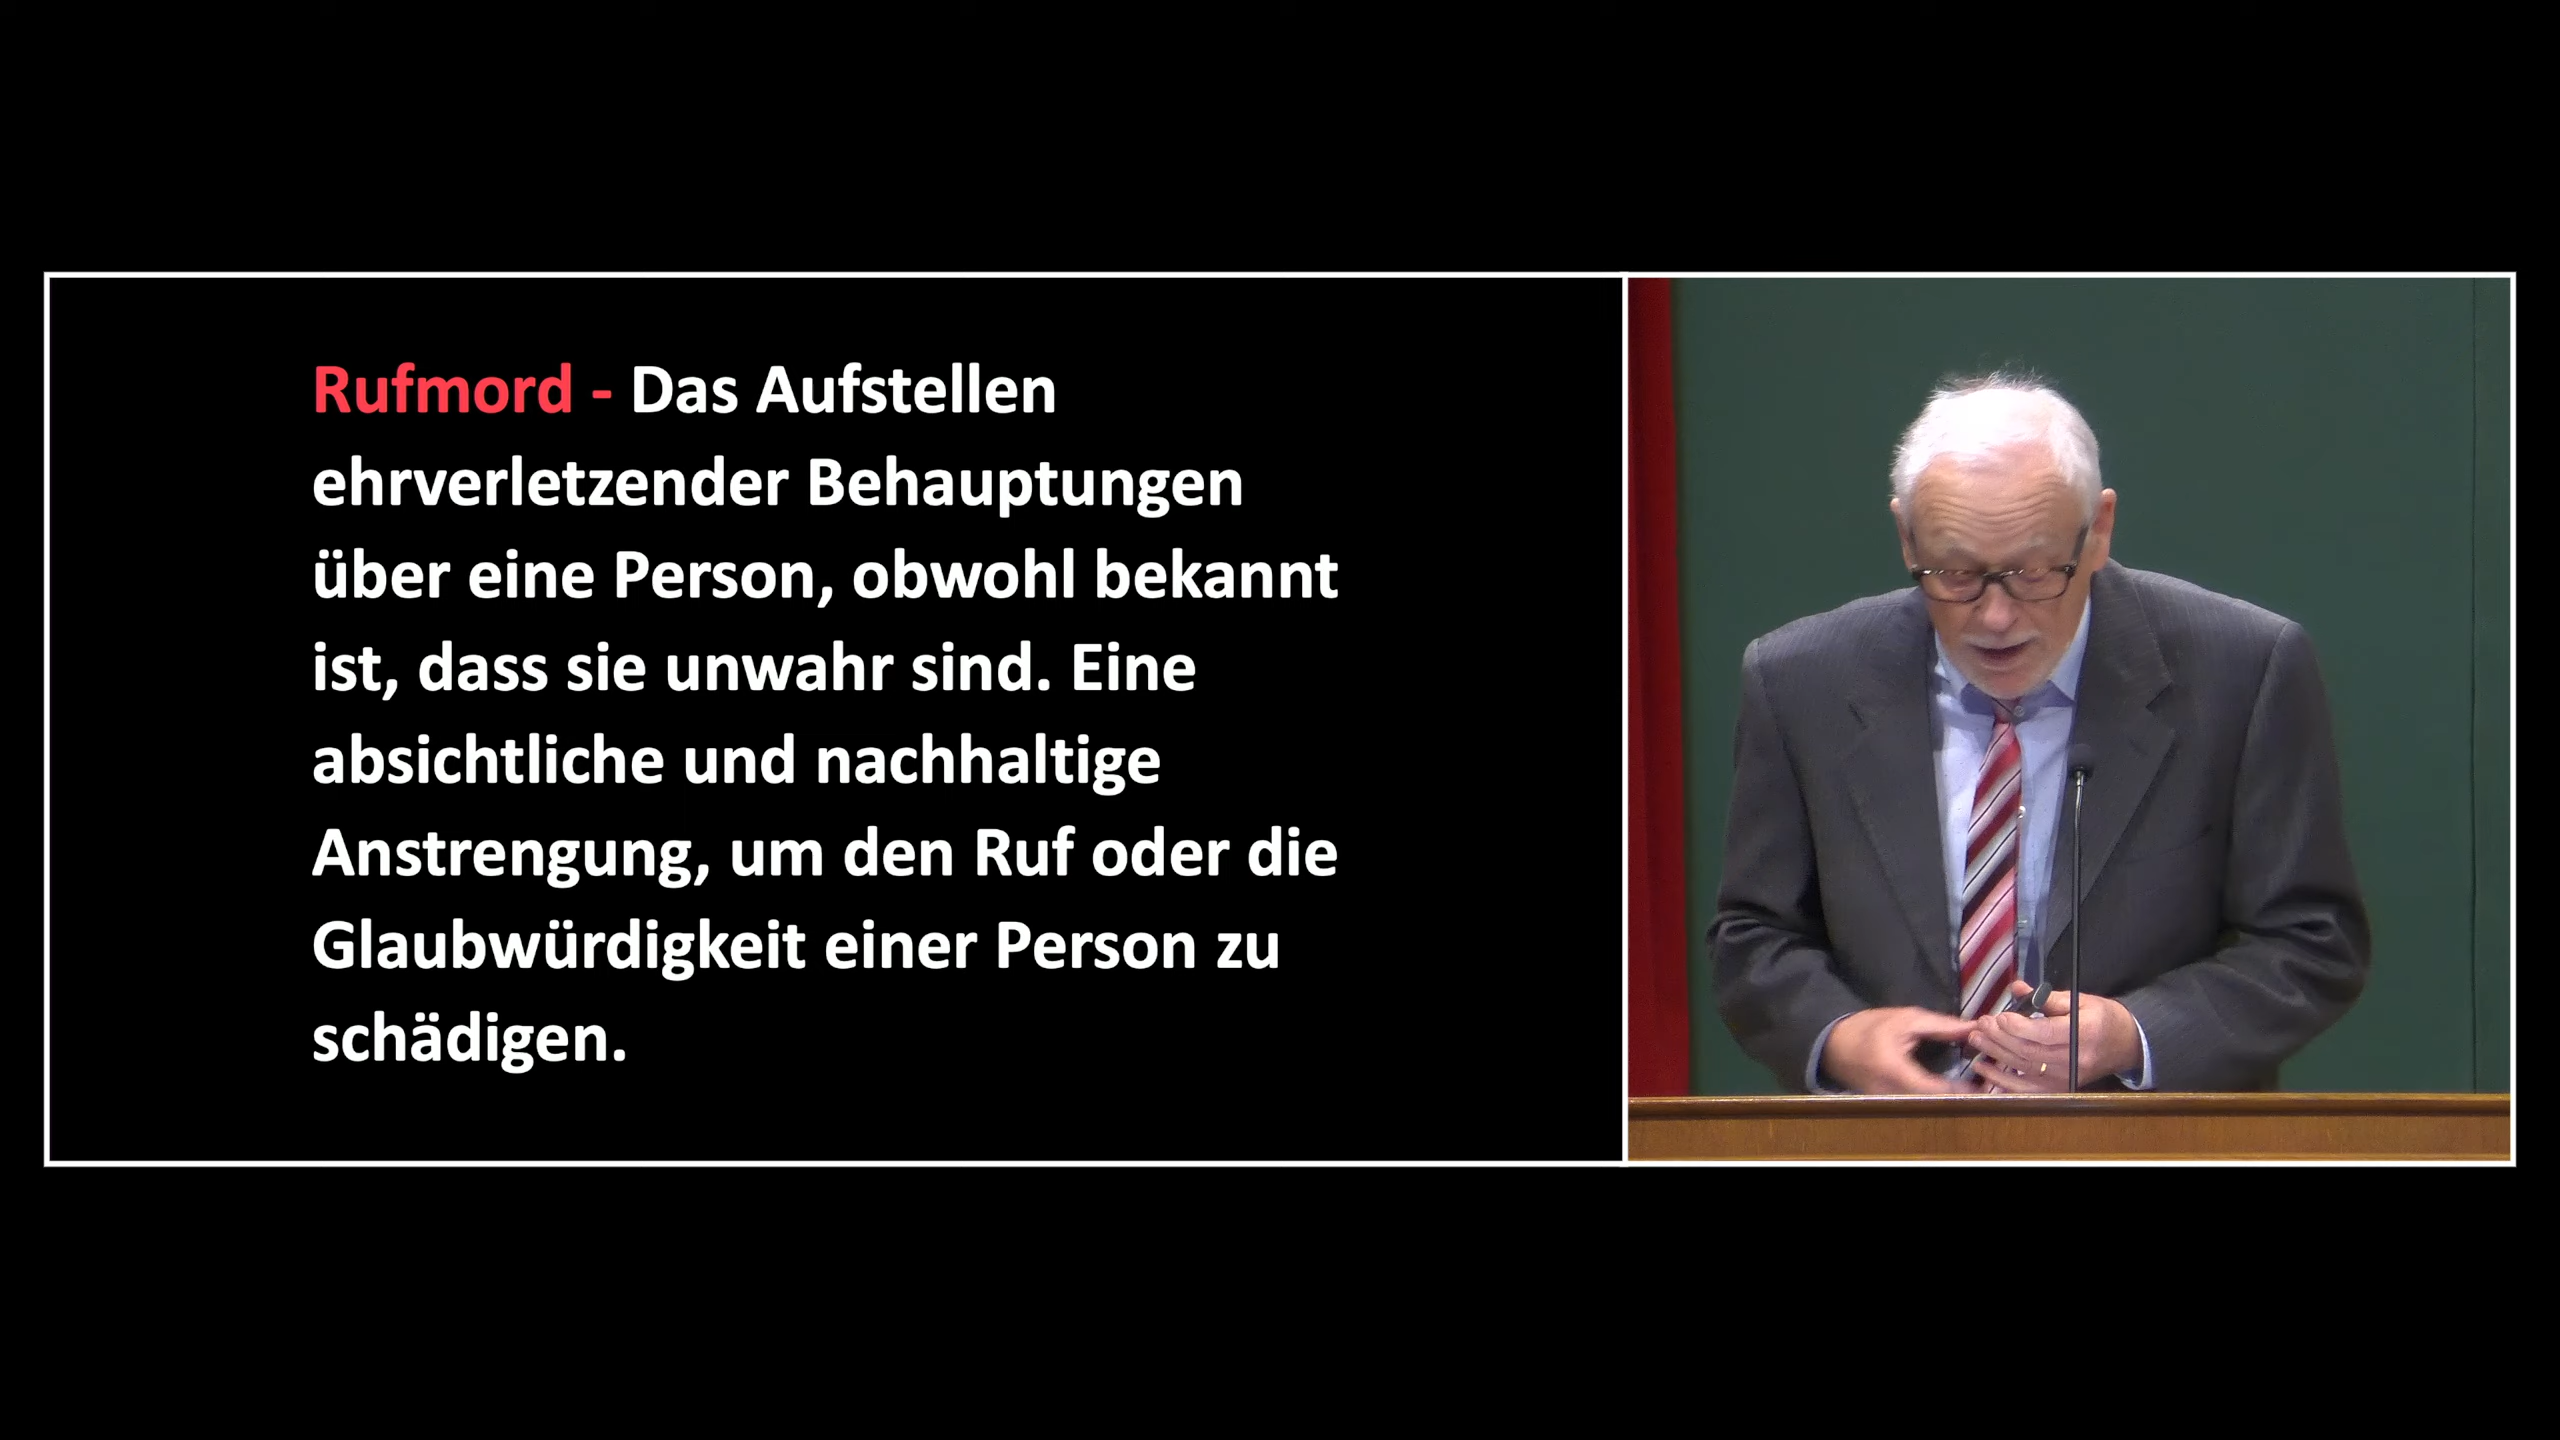 Rufmord - Das Aufstellen
ehrverletzender Behauptungen
über eine Person, obwohl bekannt
ist, dass sie unwahr sind. Eine
absichtliche und nachhaltige
Anstrengung, um den Ruf oder die
Glaubwürdigkeit einer Person zu
schädigen.